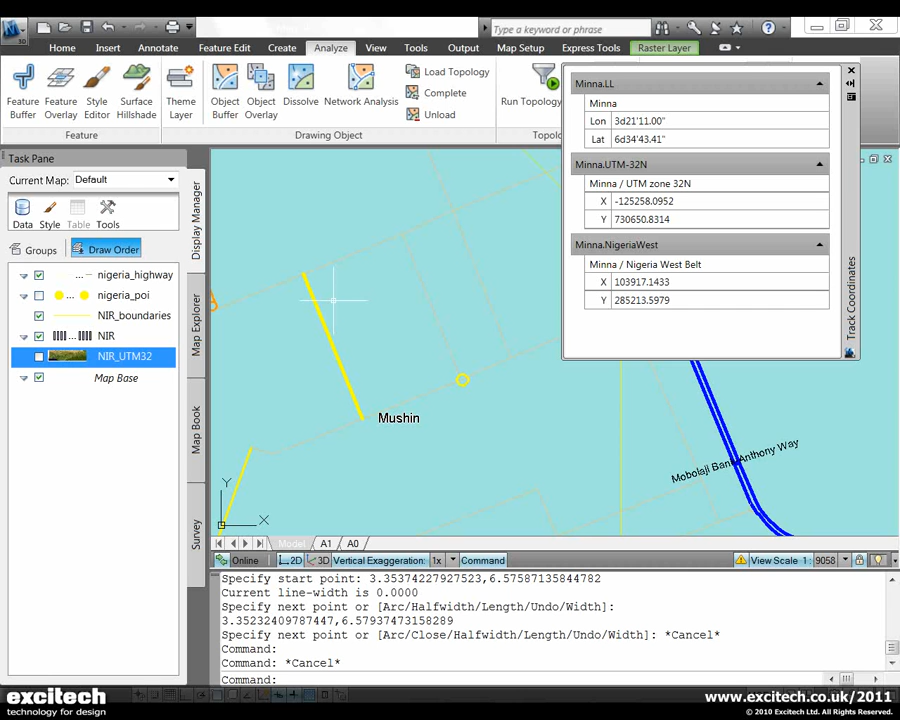 Type a keyword or phrase
Home Insert Annotate Feature Edit Create Analyze View Tools Output Map Setup Express Tools Raster Layer
Feature Buffer
Feature Overlay
Style Editor
Surface Hillshade
Theme Layer
Object Buffer
Object Overlay
Dissolve
Network Analysis
Load Topology
Complete
Unload
Run Topology
Feature
Drawing Object
Topolo
Task Pane
Current Map: Default
Data Style Table Tools
Groups Draw Order
... nigeria_highway
... nigeria_poi
NIR_boundaries
... NIR
NIR_UTM32
Map Base
Display Manager
Map Explorer
Map Book
Survey
Minna.LL
Minna
Lon 3d21'11.00"
Lat 6d34'43.41"
Minna.UTM-32N
Minna / UTM zone 32N
X -125258.0952
Y 730650.8314
Minna.NigeriaWest
Minna / Nigeria West Belt
X 103917.1433
Y 285213.5979
Track Coordinates
Mushin
Mobolaji Bank Anthony Way
Y
X
Model A1 A0
Online 2D 3D Vertical Exaggeration: 1x Command View Scale 1: 9058
Specify start point: 3.35374227927523,6.57587135844782
Current line-width is 0.0000
Specify next point or [Arc/Halfwidth/Length/Undo/Width]:
3.35232409787447,6.57937473158289
Specify next point or [Arc/Close/Halfwidth/Length/Undo/Width]: *Cancel*
Command:
Command: *Cancel*
Command:
excitech
technology for design
www.excitech.co.uk/2011
© 2010 Excitech Ltd. All Rights Reserved.